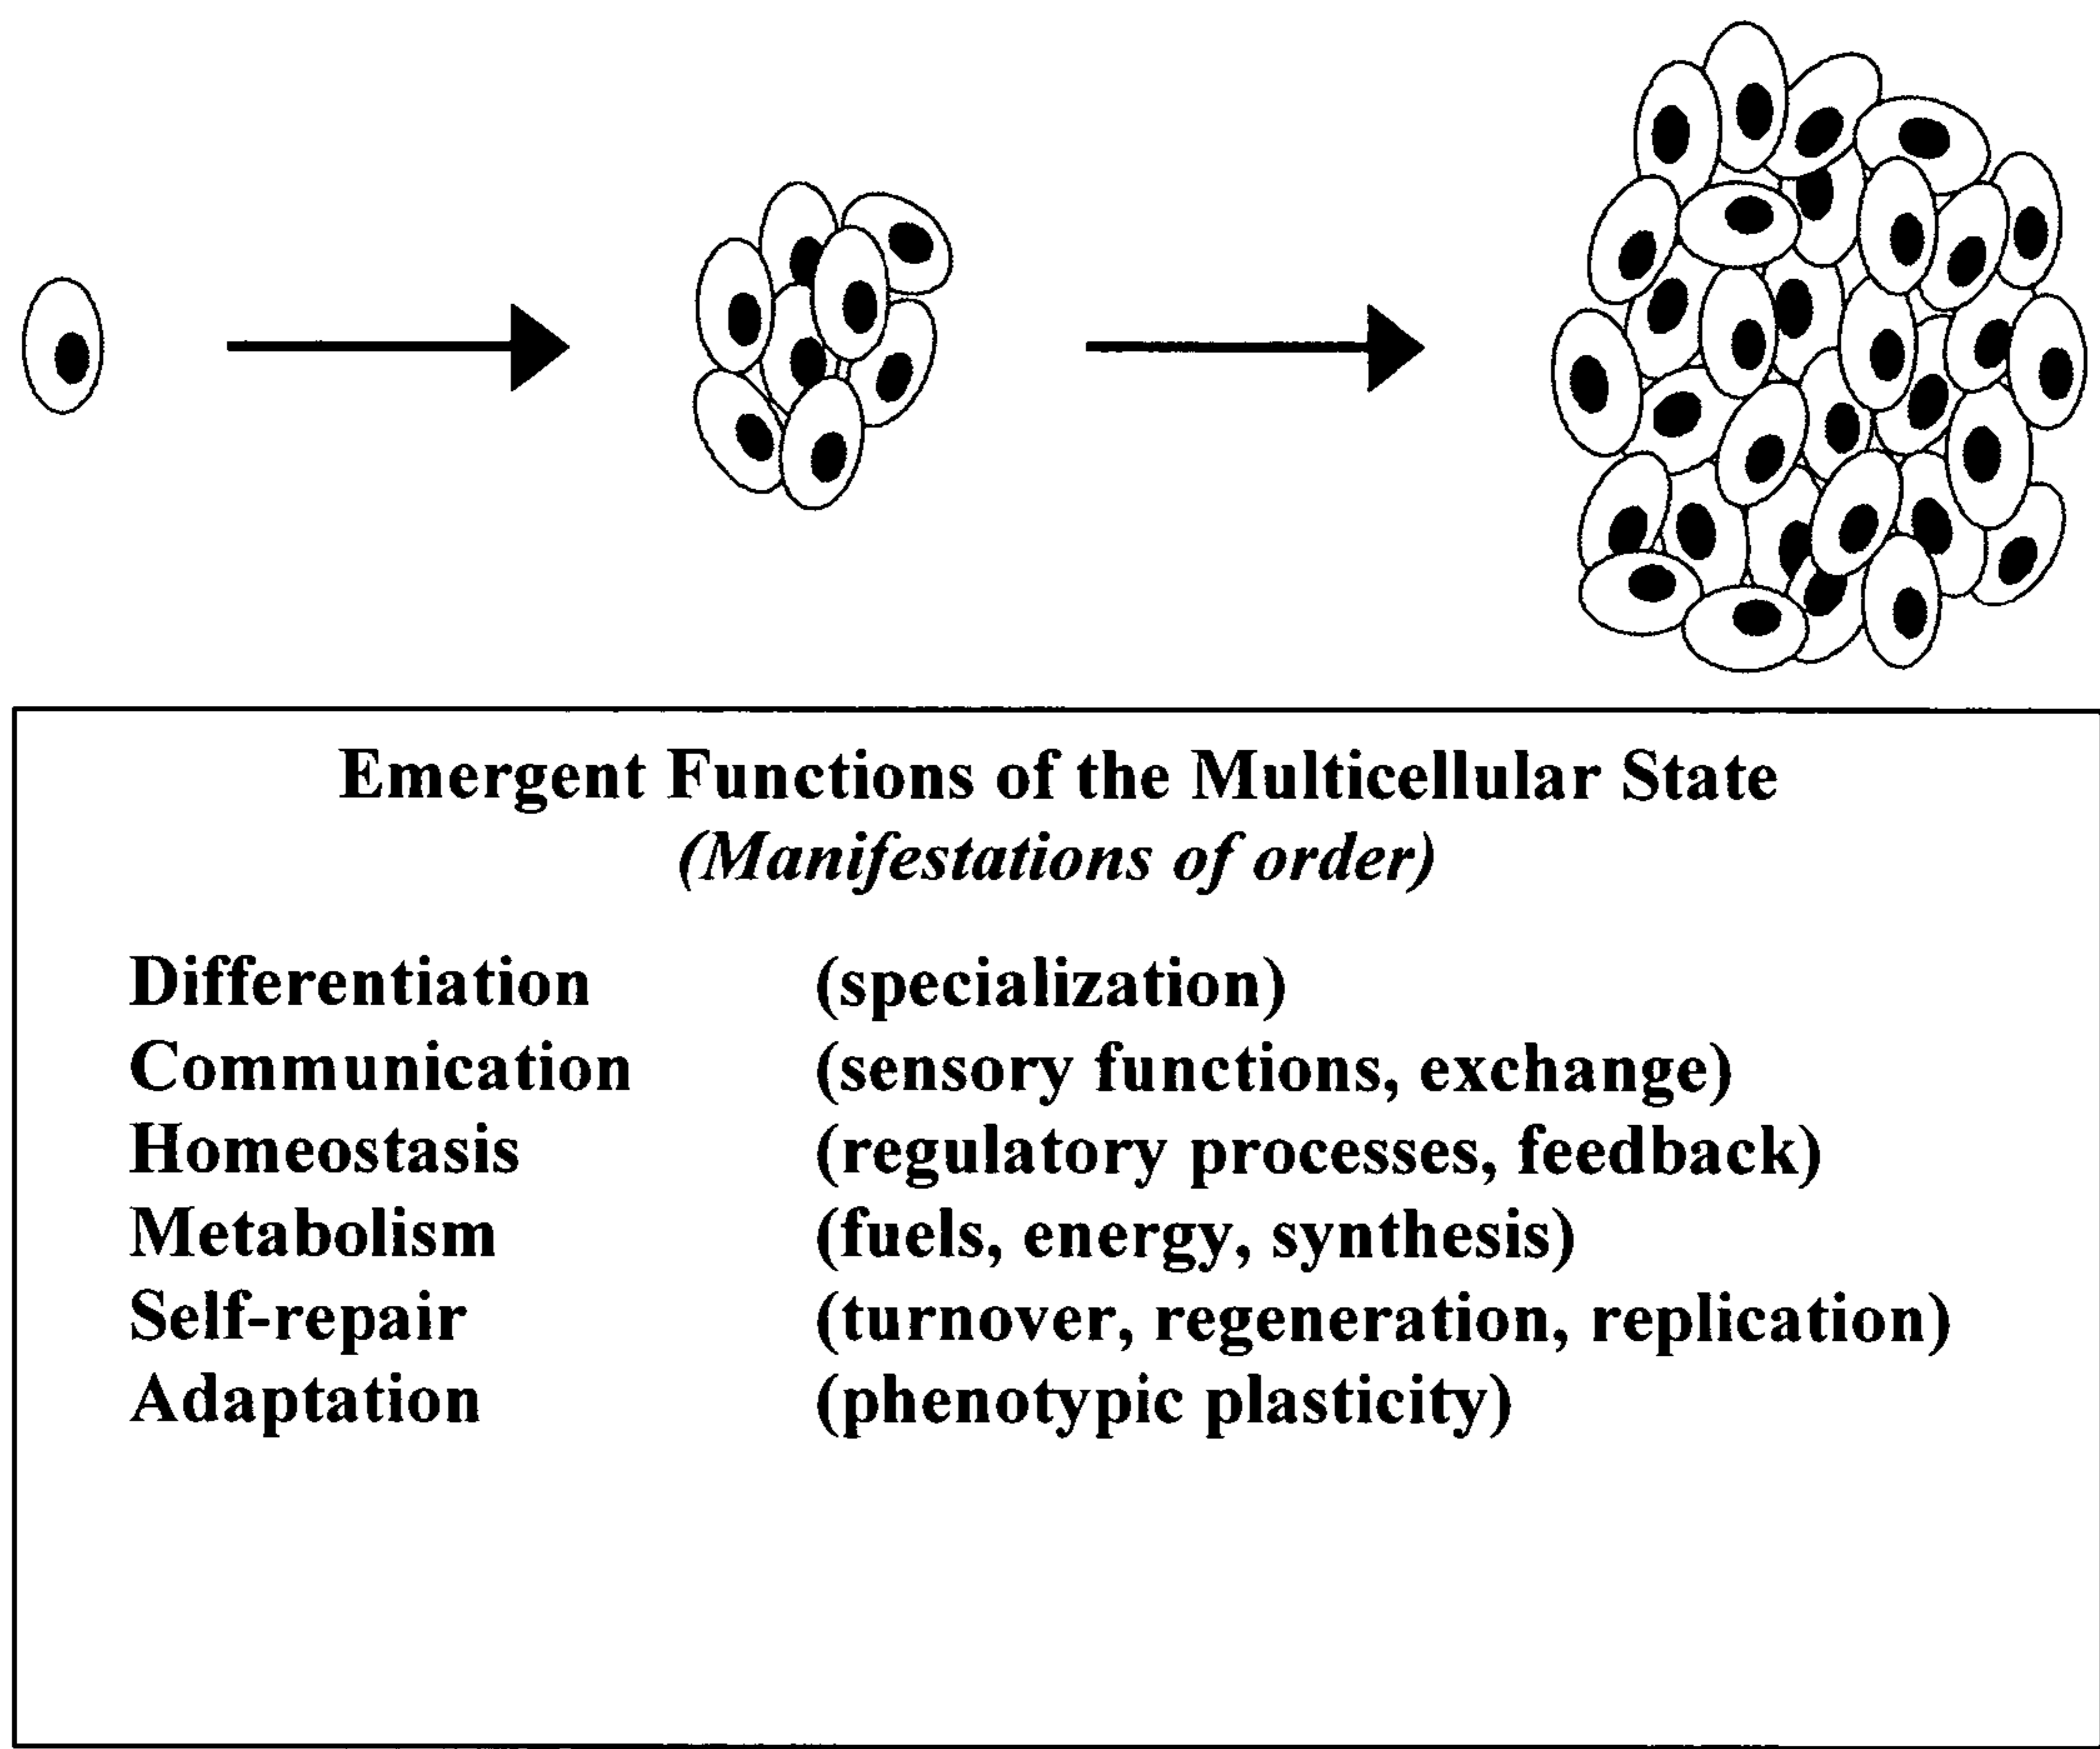 Emergent Functions of the Multicellular State
(Manifestations of order)
Differentiation (specialization)
Communication (sensory functions, exchange)
Homeostasis (regulatory processes, feedback)
Metabolism (fuels, energy, synthesis)
Self-repair (turnover, regeneration, replication)
Adaptation (phenotypic plasticity)